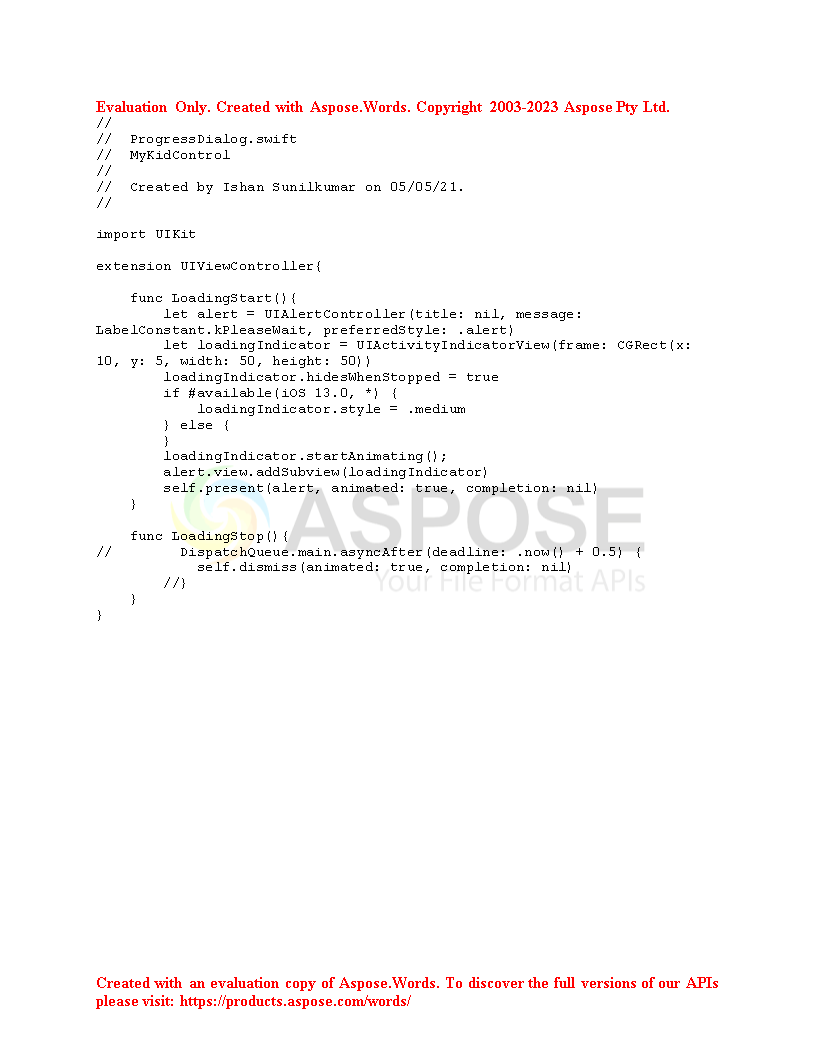 Evaluation Only. Created with Aspose.Words. Copyright 2003-2023 Aspose Pty Ltd.
//
//  ProgressDialog.swift
//  MyKidControl
//
//  Created by Ishan Sunilkumar on 05/05/21.
//
import UIKit
extension UIViewController{
    func LoadingStart(){
        let alert = UIAlertController(title: nil, message:
LabelConstant.kPleaseWait, preferredStyle: .alert)
        let loadingIndicator = UIActivityIndicatorView(frame: CGRect(x:
10, y: 5, width: 50, height: 50))
        loadingIndicator.hidesWhenStopped = true
        if #available(iOS 13.0, *) {
            loadingIndicator.style = .medium
        } else {
        }
        loadingIndicator.startAnimating();
        alert.view.addSubview(loadingIndicator)
        self.present(alert, animated: true, completion: nil)
    }
    func LoadingStop(){
//        DispatchQueue.main.asyncAfter(deadline: .now() + 0.5) {
            self.dismiss(animated: true, completion: nil)
        //}
    }
}
ASPOSE
Your File Format APIs
Created with an evaluation copy of Aspose.Words. To discover the full versions of our APIs
please visit: https://products.aspose.com/words/